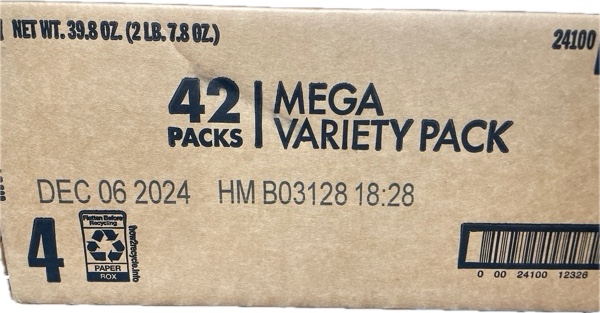 NET WT. 39.8 OZ. (2 LB. 7.8 OZ.)
24100
42
PACKS
MEGA
VARIETY PACK
DEC 06 2024 HM B03128 18:28
4
Flatten Before
Recycling
PAPER
BOX
how2recycle.info
0 00 24100 12326